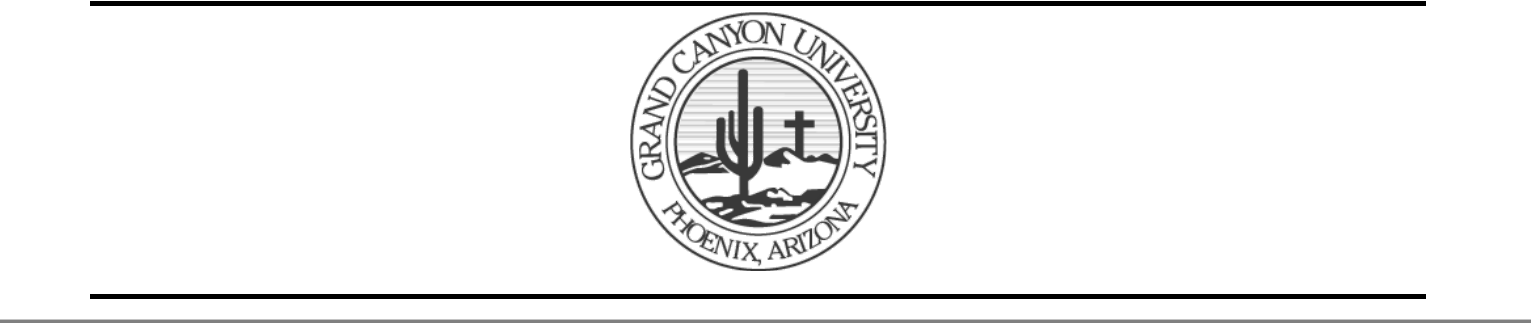 GRAND CANYON UNIVERSITY
PHOENIX, ARIZONA